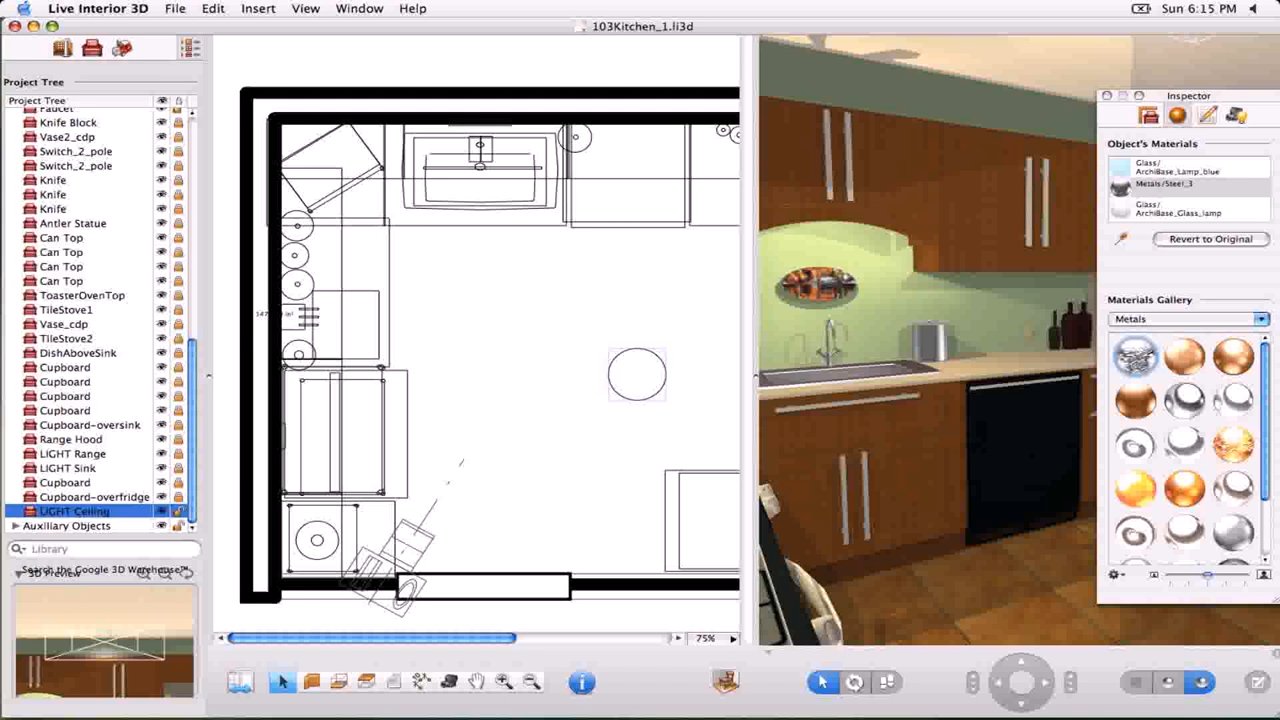 Live Interior 3D File Edit Insert View Window Help
Sun 6:15 PM
103Kitchen_1.li3d
Project Tree
Project Tree
Faucet
Knife Block
Vase2_cdp
Switch_2_pole
Switch_2_pole
Knife
Knife
Knife
Antler Statue
Can Top
Can Top
Can Top
Can Top
ToasterOvenTop
TileStove1
Vase_cdp
TileStove2
DishAboveSink
Cupboard
Cupboard
Cupboard
Cupboard
Cupboard-oversink
Range Hood
LIGHT Range
LIGHT Sink
Cupboard
Cupboard-overfridge
LIGHT Ceiling
Auxiliary Objects
Library
Search the Google 3D Warehouse™
3D Preview
75%
Inspector
Object's Materials
Glass/
ArchiBase_Lamp_blue
Metals/Steel_3
Glass/
ArchiBase_Glass_lamp
Revert to Original
Materials Gallery
Metals